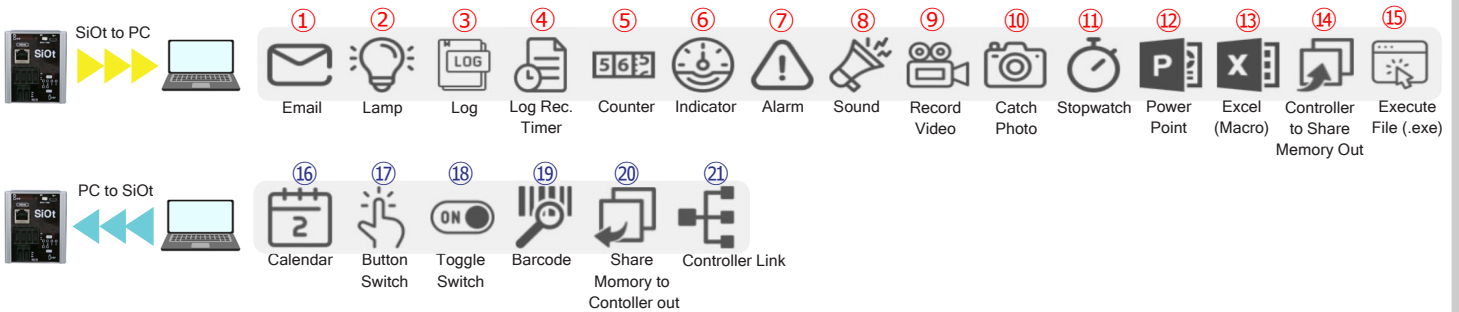 ① ② ③ ④ ⑤ ⑥ ⑦ ⑧ ⑨ ⑩ ⑪ ⑫ ⑬ ⑭ ⑮
SiOt to PC
SiOt
LOG
5 6
P
X
Email Lamp Log Log Rec. Timer Counter Indicator Alarm Sound Record Video Catch Photo Stopwatch Power Point Excel (Macro) Controller to Share Memory Out Execute File (.exe)
⑯ ⑰ ⑱ ⑲ ⑳ ㉑
PC to SiOt
SiOt
2
ON
Calendar Button Switch Toggle Switch Barcode Share Momory to Contoller out Controller Link